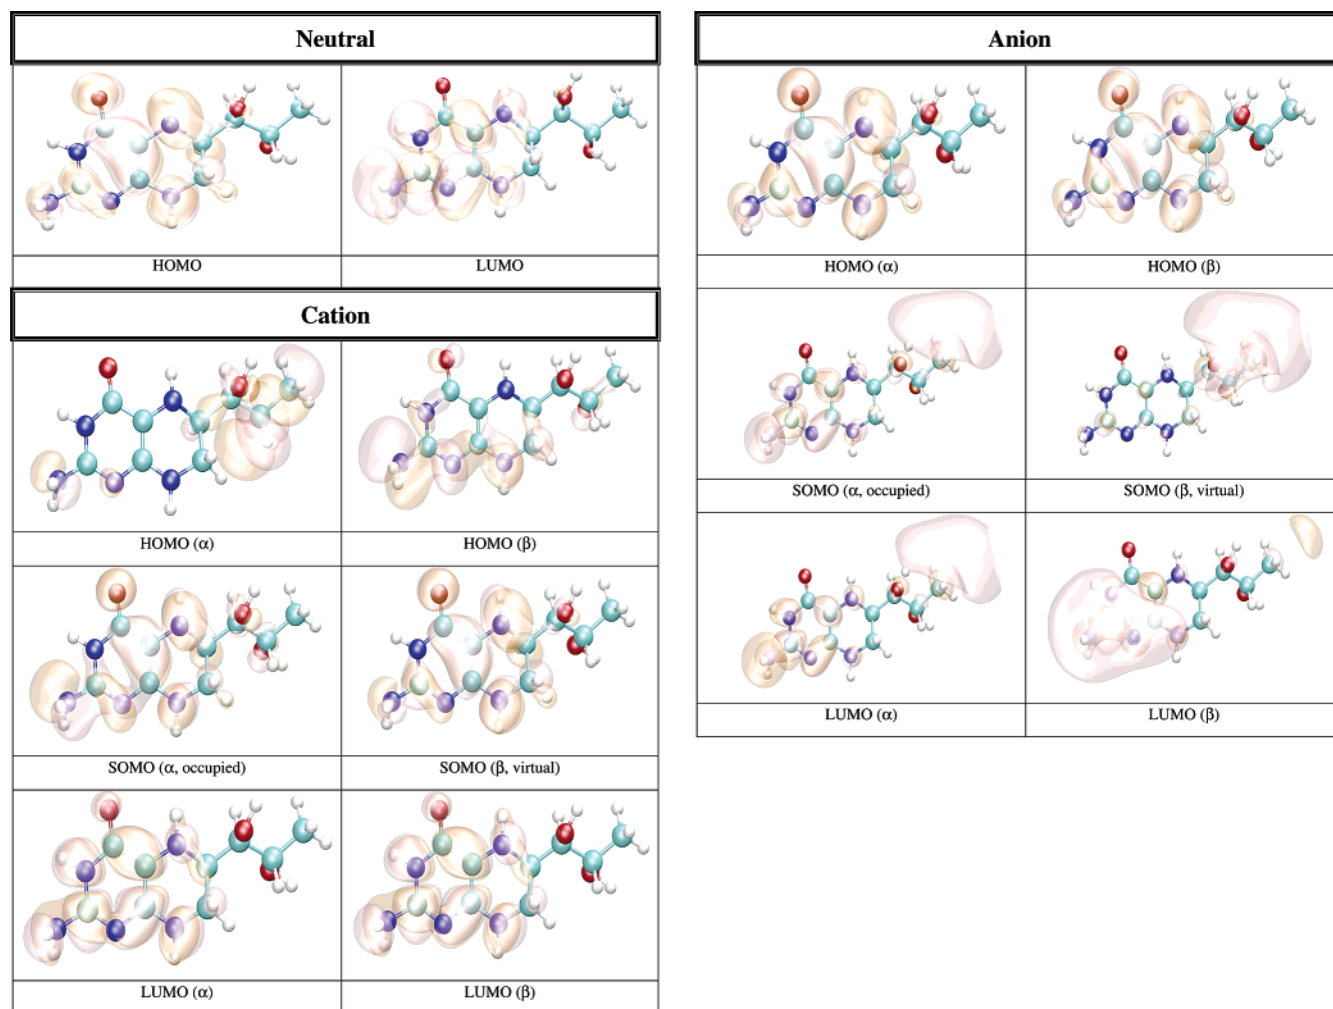 Neutral
HOMO
LUMO
Cation
HOMO (α)
HOMO (β)
SOMO (α, occupied)
SOMO (β, virtual)
LUMO (α)
LUMO (β)
Anion
HOMO (α)
HOMO (β)
SOMO (α, occupied)
SOMO (β, virtual)
LUMO (α)
LUMO (β)